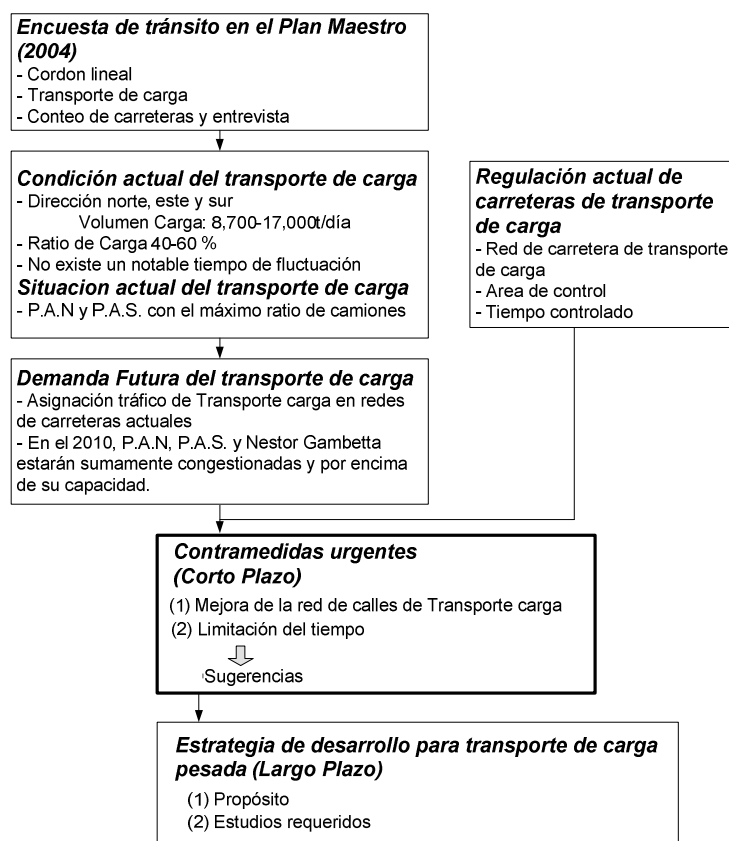 Encuesta de tránsito en el Plan Maestro
(2004)
- Cordon lineal
- Transporte de carga
- Conteo de carreteras y entrevista
Condición actual del transporte de carga
- Dirección norte, este y sur
Volumen Carga: 8,700-17,000t/día
- Ratio de Carga 40-60 %
- No existe un notable tiempo de fluctuación
Situacion actual del transporte de carga
- P.A.N y P.A.S. con el máximo ratio de camiones
Regulación actual de
carreteras de transporte
de carga
- Red de carretera de transporte
de carga
- Area de control
- Tiempo controlado
Demanda Futura del transporte de carga
- Asignación tráfico de Transporte carga en redes
de carreteras actuales
- En el 2010, P.A.N, P.A.S. y Nestor Gambetta
estarán sumamente congestionadas y por encima
de su capacidad.
Contramedidas urgentes
(Corto Plazo)
(1) Mejora de la red de calles de Transporte carga
(2) Limitación del tiempo
Sugerencias
Estrategia de desarrollo para transporte de carga
pesada (Largo Plazo)
(1) Propósito
(2) Estudios requeridos